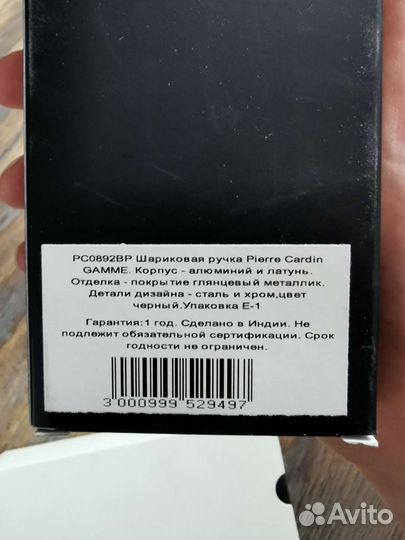 PC0892BP Шариковая ручка Pierre Cardin
GAMME. Корпус - алюминий и латунь.
Отделка - покрытие глянцевый металлик.
Детали дизайна - сталь и хром,цвет
черный.Упаковка Е-1
Гарантия:1 год. Сделано в Индии. Не
подлежит обязательной сертификации. Срок
годности не ограничен.
3 000999 529497
Avito